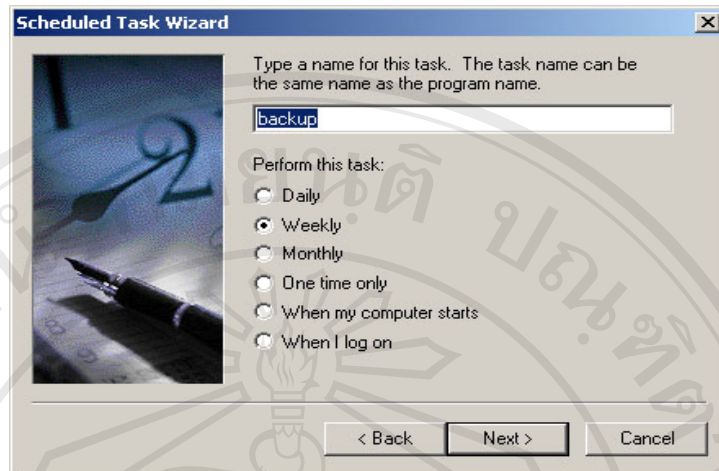 Scheduled Task Wizard
Type a name for this task. The task name can be
the same name as the program name.
backup
Perform this task:
Daily
Weekly
Monthly
One time only
When my computer starts
When I log on
< Back
Next >
Cancel